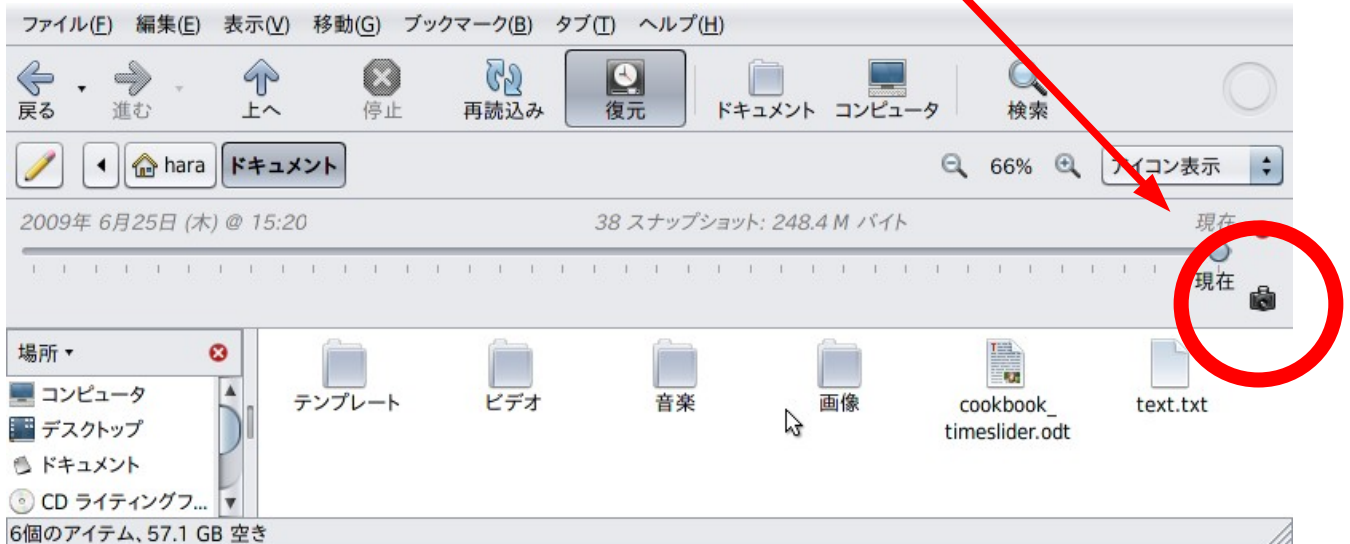 ファイル(F) 編集(E) 表示(V) 移動(G) ブックマーク(B) タブ(T) ヘルプ(H)
戻る 進む 上へ 停止 再読込み 復元 ドキュメント コンピュータ 検索
hara ドキュメント 66% アイコン表示
2009年 6月25日 (木) @ 15:20 38 スナップショット: 248.4 M バイト 現在
現在
場所
コンピュータ
デスクトップ
ドキュメント
CD ライティングフ...
テンプレート ビデオ 音楽 画像 cookbook_
timeslider.odt text.txt
6個のアイテム、57.1 GB 空き